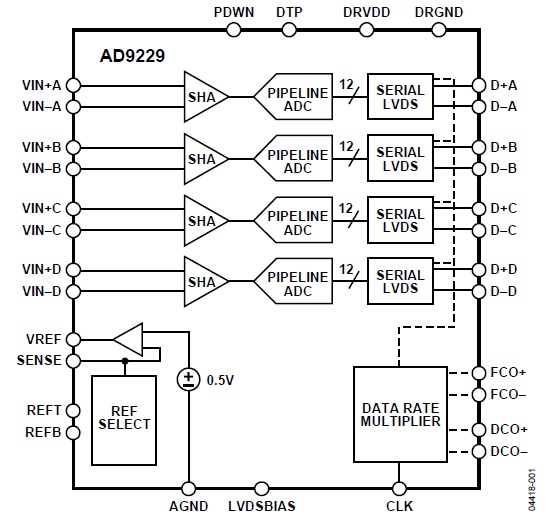 PDWN DTP DRVDD DRGND
AD9229
VIN+A SHA PIPELINE ADC 12 SERIAL LVDS D+A
VIN–A D–A
VIN+B SHA PIPELINE ADC 12 SERIAL LVDS D+B
VIN–B D–B
VIN+C SHA PIPELINE ADC 12 SERIAL LVDS D+C
VIN–C D–C
VIN+D SHA PIPELINE ADC 12 SERIAL LVDS D+D
VIN–D D–D
VREF
SENSE
+
0.5V
REFT
REFB
REF
SELECT
DATA RATE
MULTIPLIER
FCO+
FCO–
DCO+
DCO–
AGND LVDSBIAS CLK
04418-001